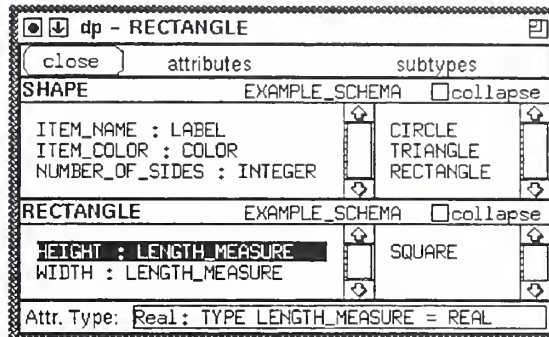 dp - RECTANGLE
close attributes subtypes
SHAPE EXAMPLE_SCHEMA collapse
ITEM_NAME : LABEL CIRCLE
ITEM_COLOR : COLOR TRIANGLE
NUMBER_OF_SIDES : INTEGER RECTANGLE
RECTANGLE EXAMPLE_SCHEMA collapse
HEIGHT : LENGTH_MEASURE SQUARE
WIDTH : LENGTH_MEASURE
Attr. Type: Real: TYPE LENGTH_MEASURE = REAL